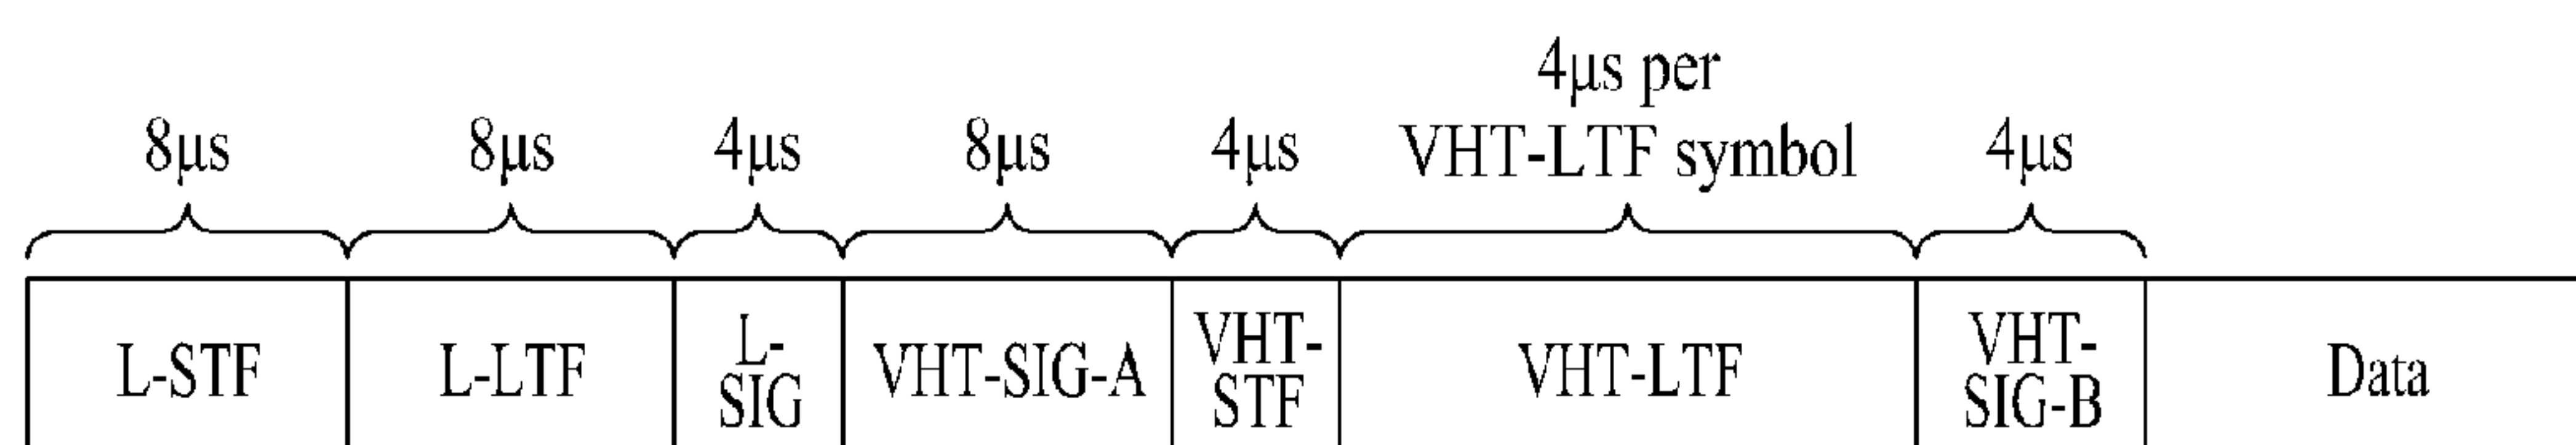 4μs per
8μs 8μs 4μs 8μs 4μs VHT-LTF symbol 4μs
L-STF L-LTF L-SIG VHT-SIG-A VHT-STF VHT-LTF VHT-SIG-B Data